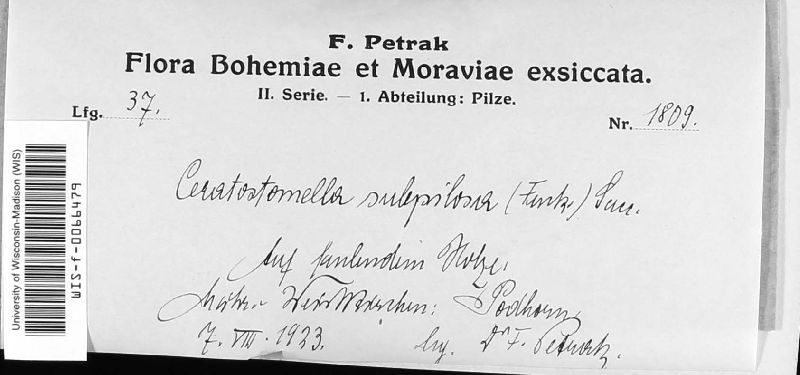 F. Petrak
Flora Bohemiae et Moraviae exsiccata.
II. Serie. — 1. Abteilung: Pilze.
Lfg. 37.
Nr. 1809.
Ceratostomella subpilosa (Fuck.) Sacc.
Auf faulendem Holze.
Mähr.- Weisskirchen: Podhorn,
7. VIII. 1923. leg. Dr F. Petrak.
University of Wisconsin-Madison (WIS)
WIS-f-0066479